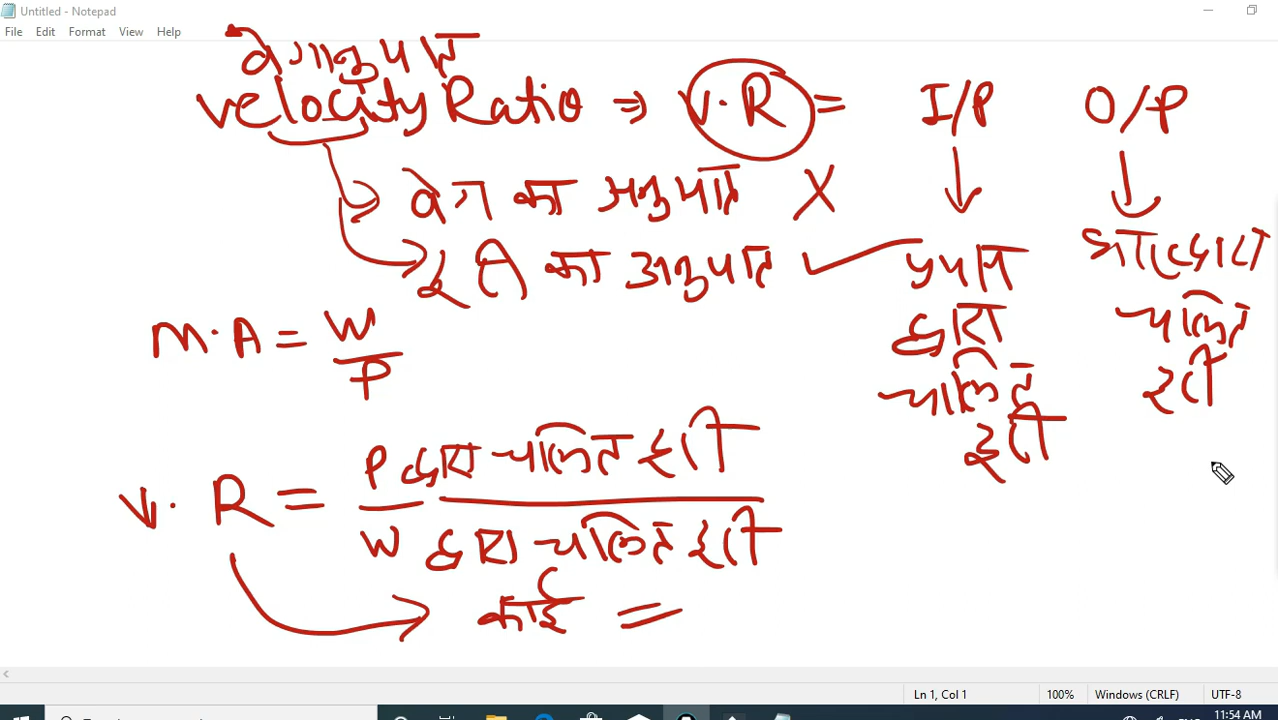 Untitled - Notepad
File Edit Format View Help
वेगानुपात
velocity Ratio ⇒ V.R = I/P O/P
वेग का अनुपात X
दूरी का अनुपात ✓
प्रयास
द्वारा
चलित
दूरी
भार द्वारा
चलित
दूरी
M.A = W/P
V.R = P द्वारा चलित दूरी
W द्वारा चलित दूरी
कोई =
Ln 1, Col 1 100% Windows (CRLF) UTF-8
11:54 AM